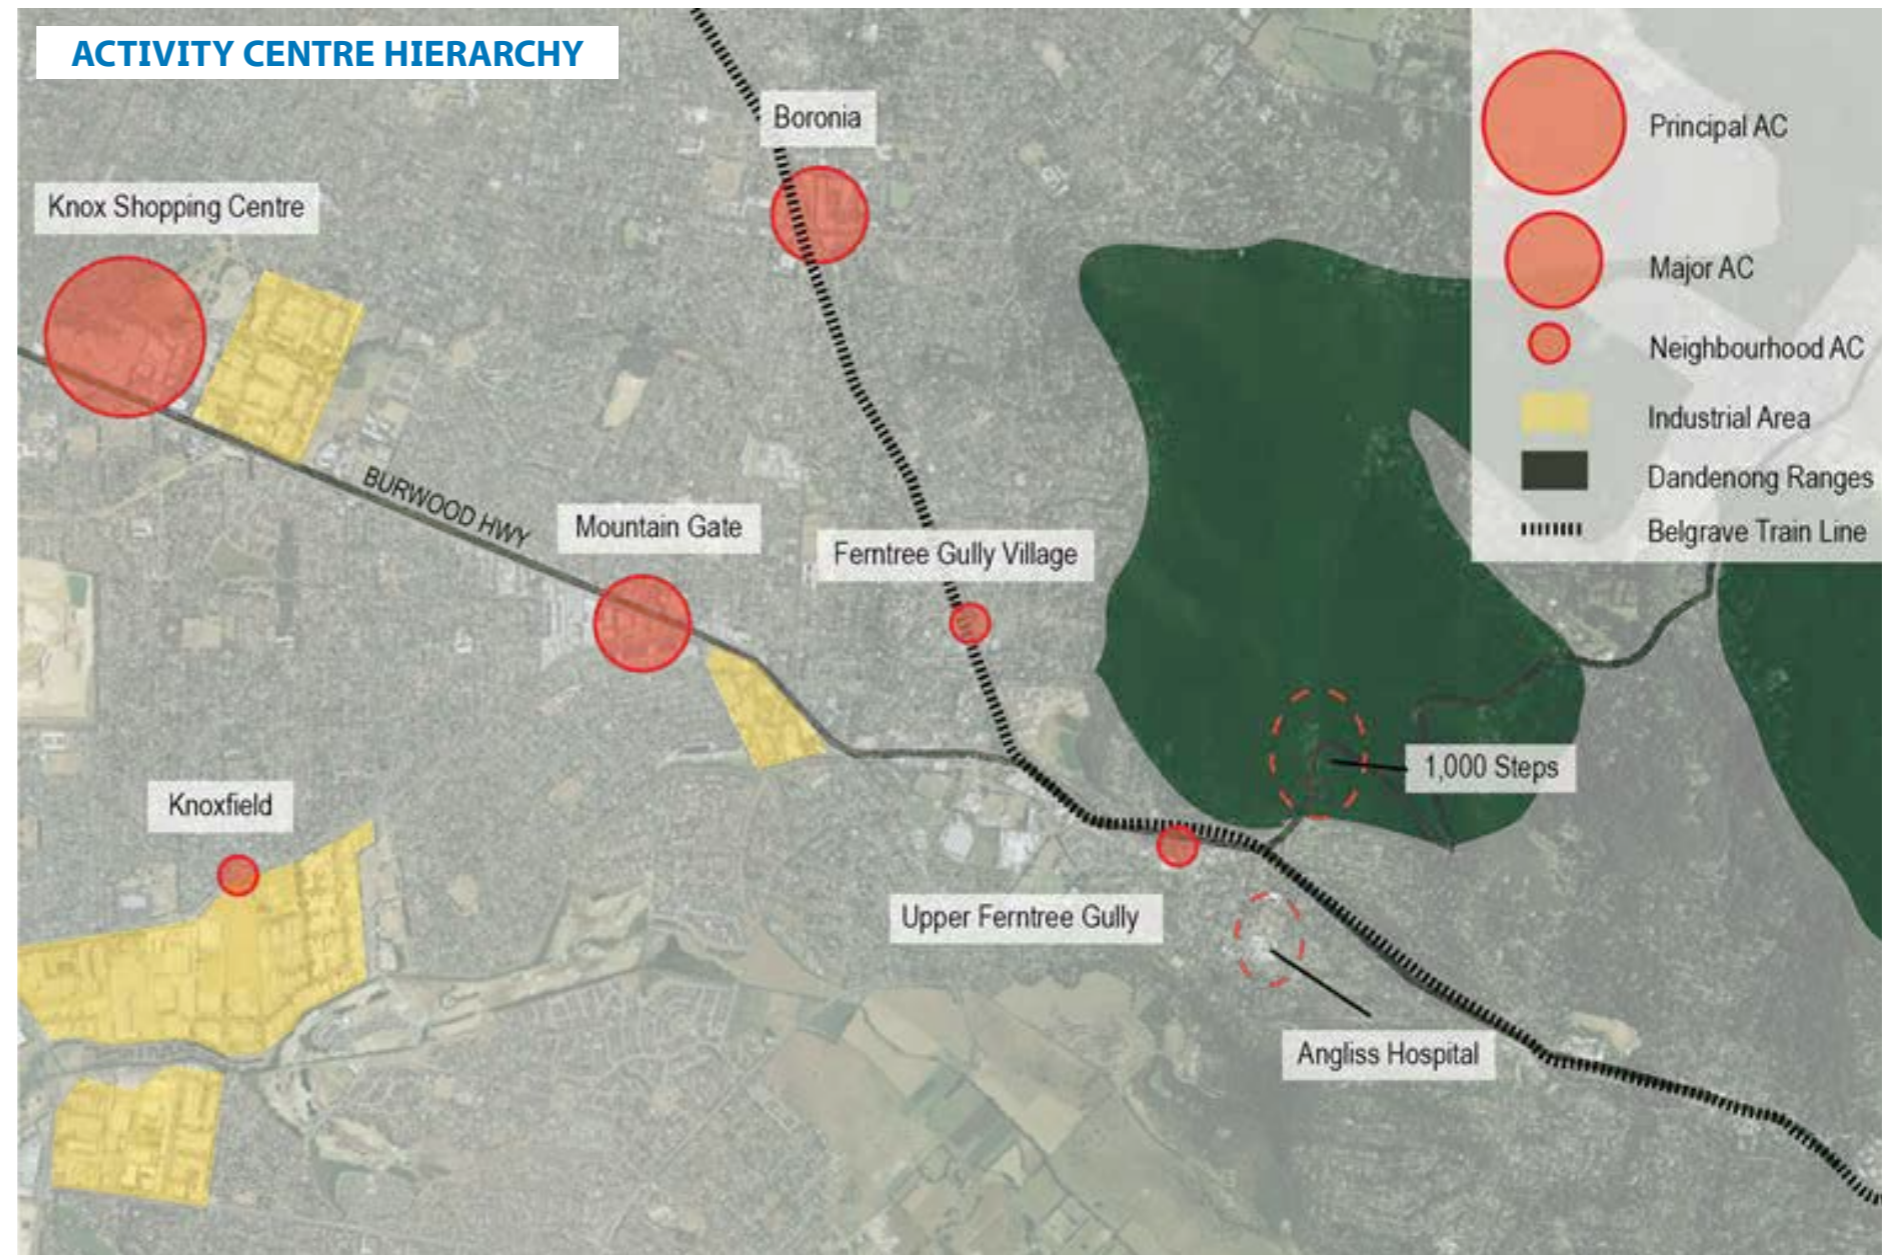 ACTIVITY CENTRE HIERARCHY
Boronia
Knox Shopping Centre
BURWOOD HWY
Mountain Gate
Ferntree Gully Village
1,000 Steps
Knoxfield
Upper Ferntree Gully
Angliss Hospital
Principal AC
Major AC
Neighbourhood AC
Industrial Area
Dandenong Ranges
Belgrave Train Line